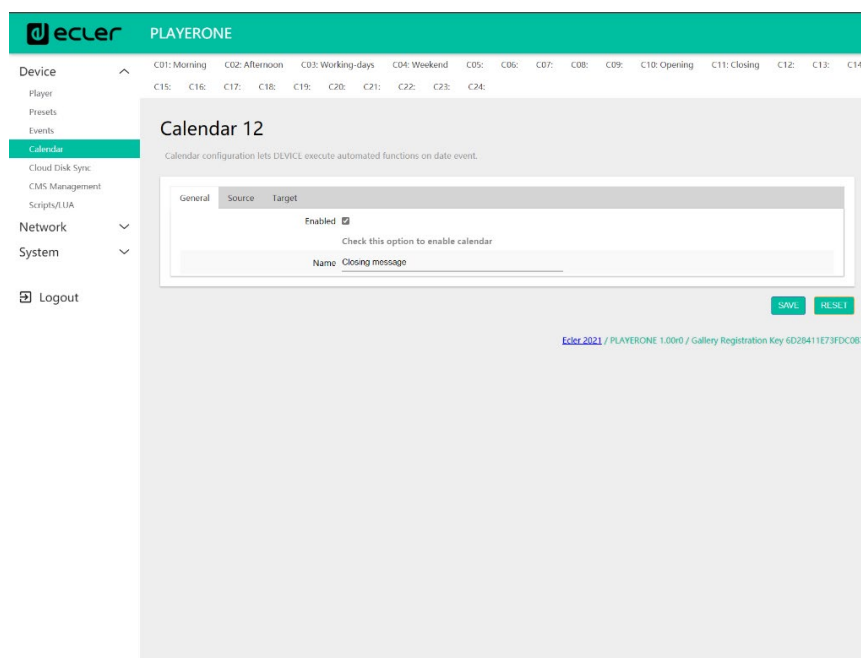 ecler
PLAYERONE
Device
Player
Presets
Events
Calendar
Cloud Disk Sync
CMS Management
Scripts/LUA
Network
System
Logout
C01: Morning C02: Afternoon C03: Working-days C04: Weekend C05: C06: C07: C08: C09: C10: Opening C11: Closing C12: C13: C14
C15: C16: C17: C18: C19: C20: C21: C22: C23: C24:
Calendar 12
Calendar configuration lets DEVICE execute automated functions on date event.
General Source Target
Enabled
Check this option to enable calendar
Name Closing message
SAVE RESET
Ecler 2021 / PLAYERONE 1.00r0 / Gallery Registration Key